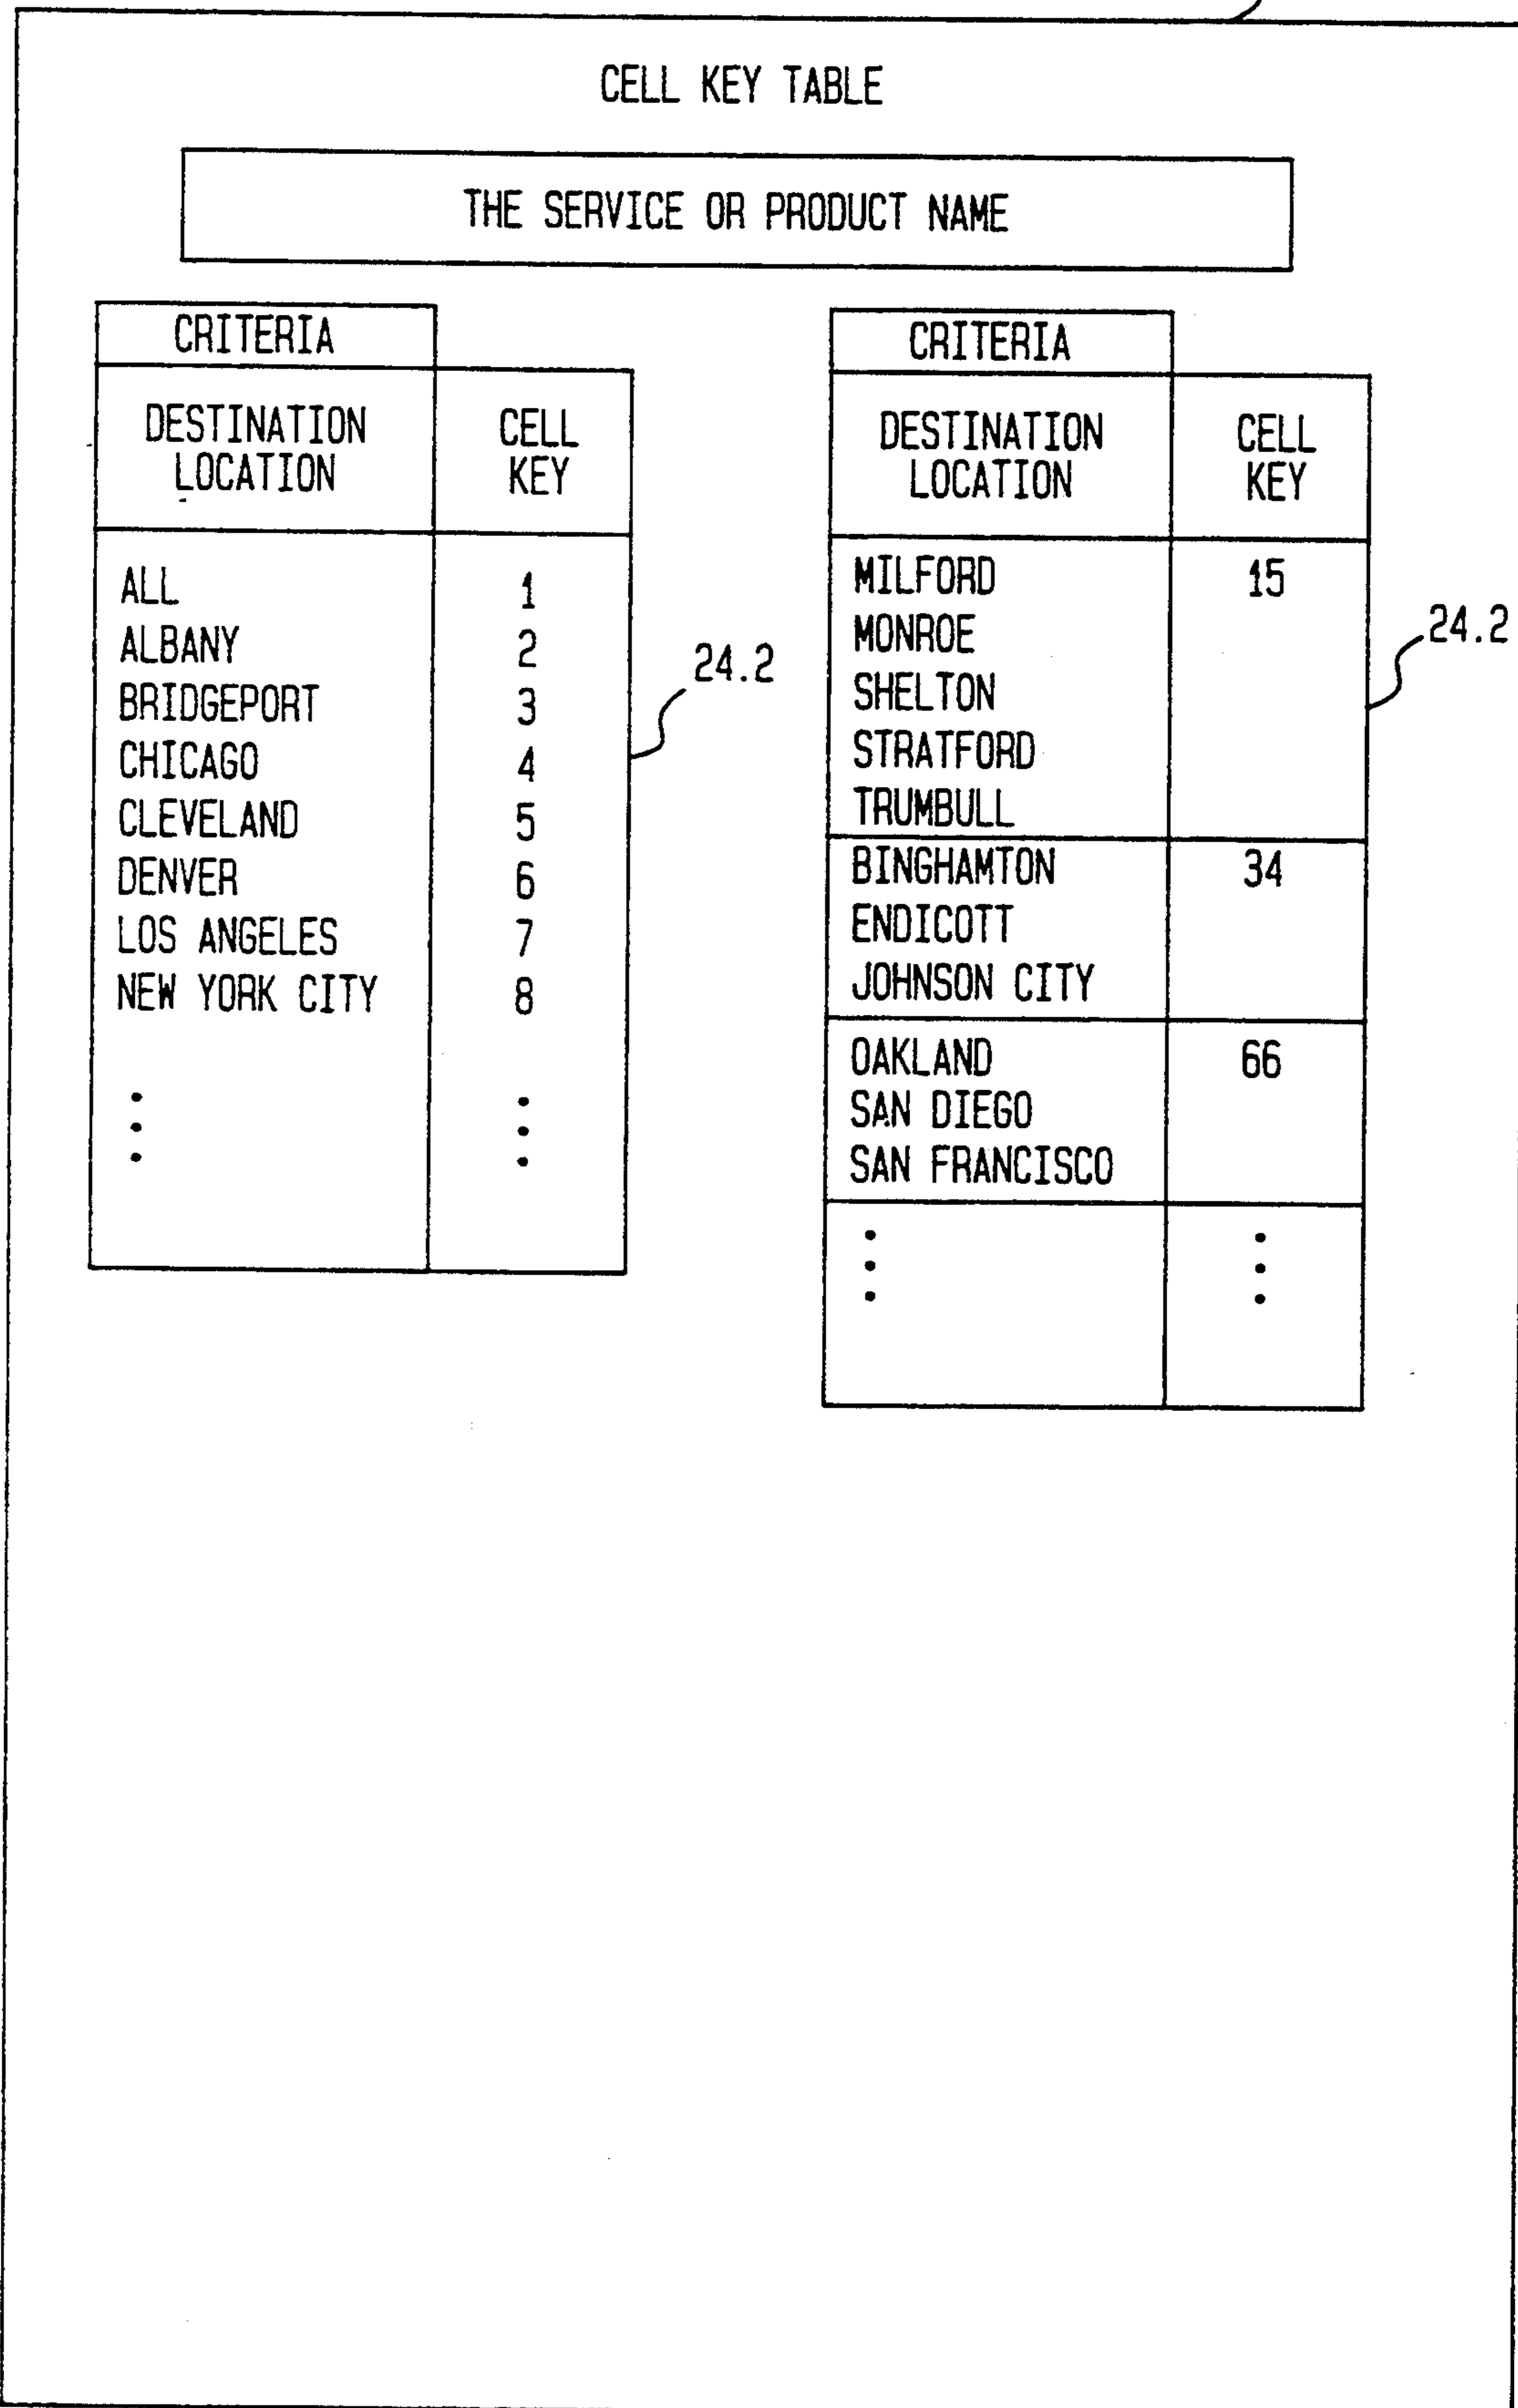 CELL KEY TABLE
THE SERVICE OR PRODUCT NAME
CRITERIA
DESTINATION LOCATION CELL KEY
ALL 1
ALBANY 2
BRIDGEPORT 3
CHICAGO 4
CLEVELAND 5
DENVER 6
LOS ANGELES 7
NEW YORK CITY 8
24.2
CRITERIA
DESTINATION LOCATION CELL KEY
MILFORD 15
MONROE
SHELTON
STRATFORD
TRUMBULL
BINGHAMTON 34
ENDICOTT
JOHNSON CITY
OAKLAND 66
SAN DIEGO
SAN FRANCISCO
24.2